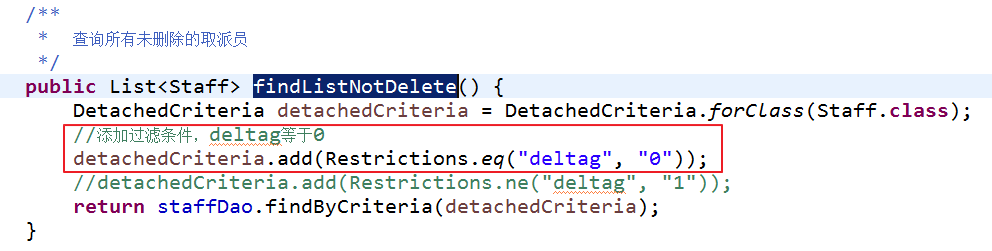 /**
 *  查询所有未删除的取派员
 */
public List<Staff> findListNotDelete() {
    DetachedCriteria detachedCriteria = DetachedCriteria.forClass(Staff.class);
    //添加过滤条件，deltag等于0
    detachedCriteria.add(Restrictions.eq("deltag", "0"));
    //detachedCriteria.add(Restrictions.ne("deltag", "1"));
    return staffDao.findByCriteria(detachedCriteria);
}